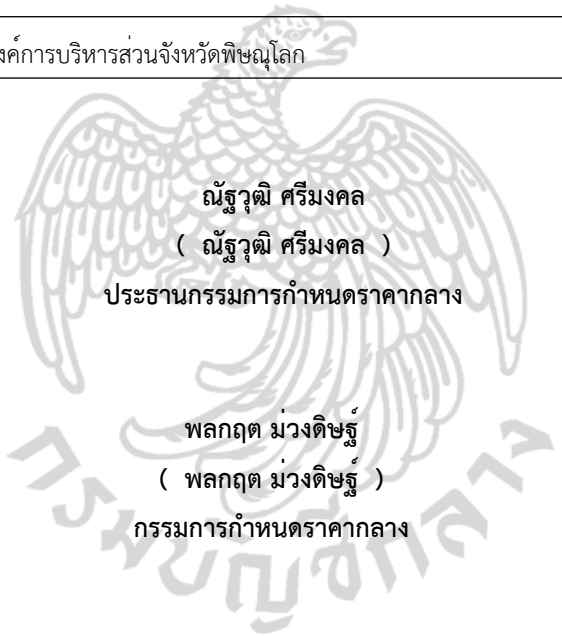 งค์การบริหารส่วนจังหวัดพิษณุโลก
ณัฐวุฒิ ศรีมงคล
( ณัฐวุฒิ ศรีมงคล )
ประธานกรรมการกำหนดราคากลาง
พลกฤต ม่วงดิษฐ์
( พลกฤต ม่วงดิษฐ์ )
กรรมการกำหนดราคากลาง
กรมบัญชีกลาง